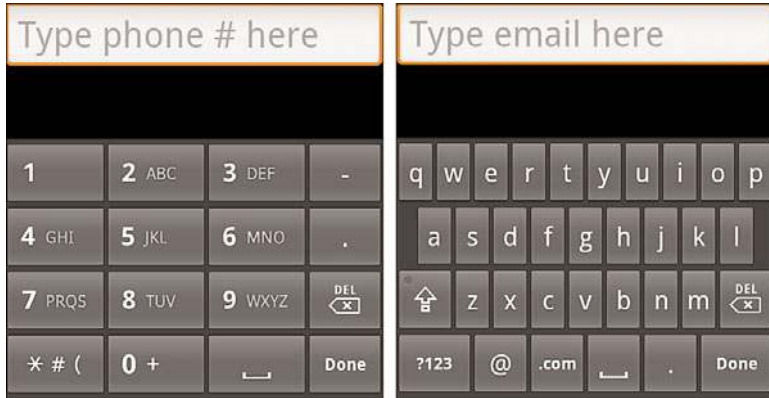 Type phone # here
1 2 ABC 3 DEF -
4 GHI 5 JKL 6 MNO .
7 PRQS 8 TUV 9 WXYZ DEL
* # ( 0 + Done
Type email here
q w e r t y u i o p
a s d f g h j k l
z x c v b n m DEL
?123 @ .com . Done